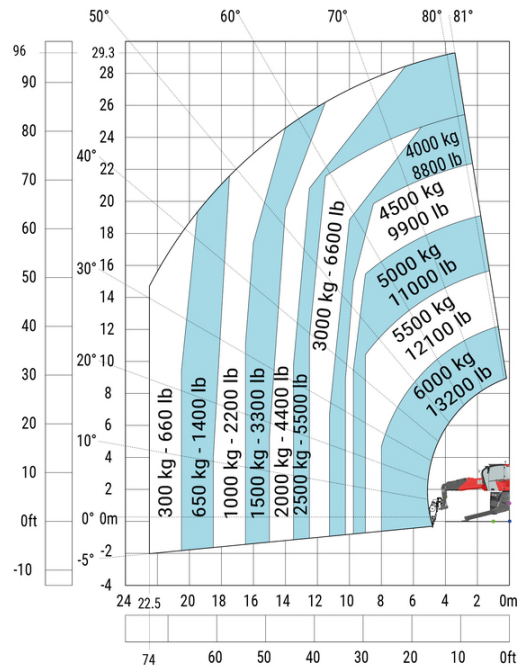 50° 60° 70° 80° 81°
96 29.3
90 28
26
80 24
40° 22
70 20
60 18
16
50 30° 14
40 12
30 20° 10
8
20 6
10 10° 4
2
0ft 0° 0m
-5° -2
-10 -4
4000 kg
8800 lb
4500 kg
9900 lb
5000 kg
11000 lb
5500 kg
12100 lb
6000 kg
13200 lb
300 kg - 660 lb
650 kg - 1400 lb
1000 kg - 2200 lb
1500 kg - 3300 lb
2000 kg - 4400 lb
2500 kg - 5500 lb
3000 kg - 6600 lb
24 22.5 20 18 16 14 12 10 8 6 4 2 0m
74 60 50 40 30 20 10 0ft